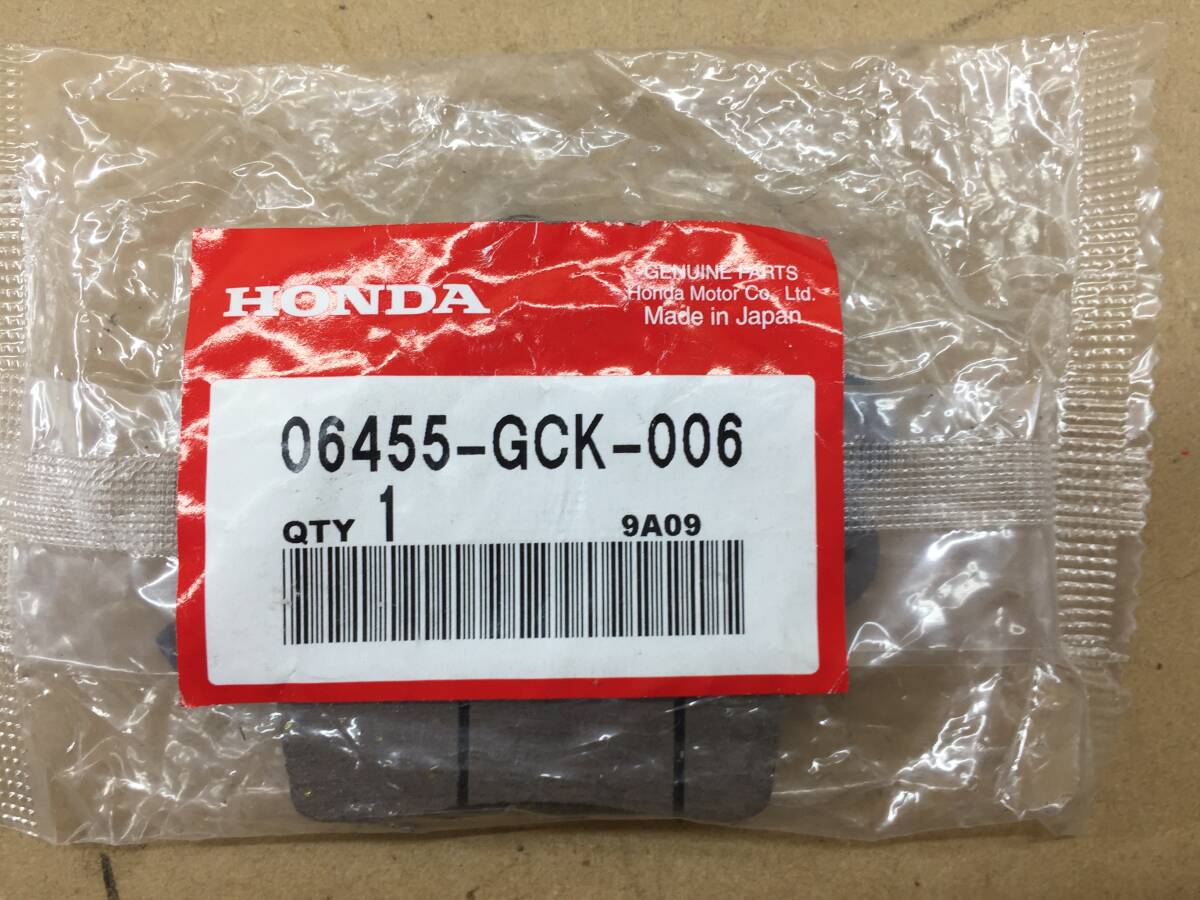 HONDA
GENUINE PARTS
Honda Motor Co., Ltd.
Made in Japan
06455-GCK-006
QTY 1 9A09